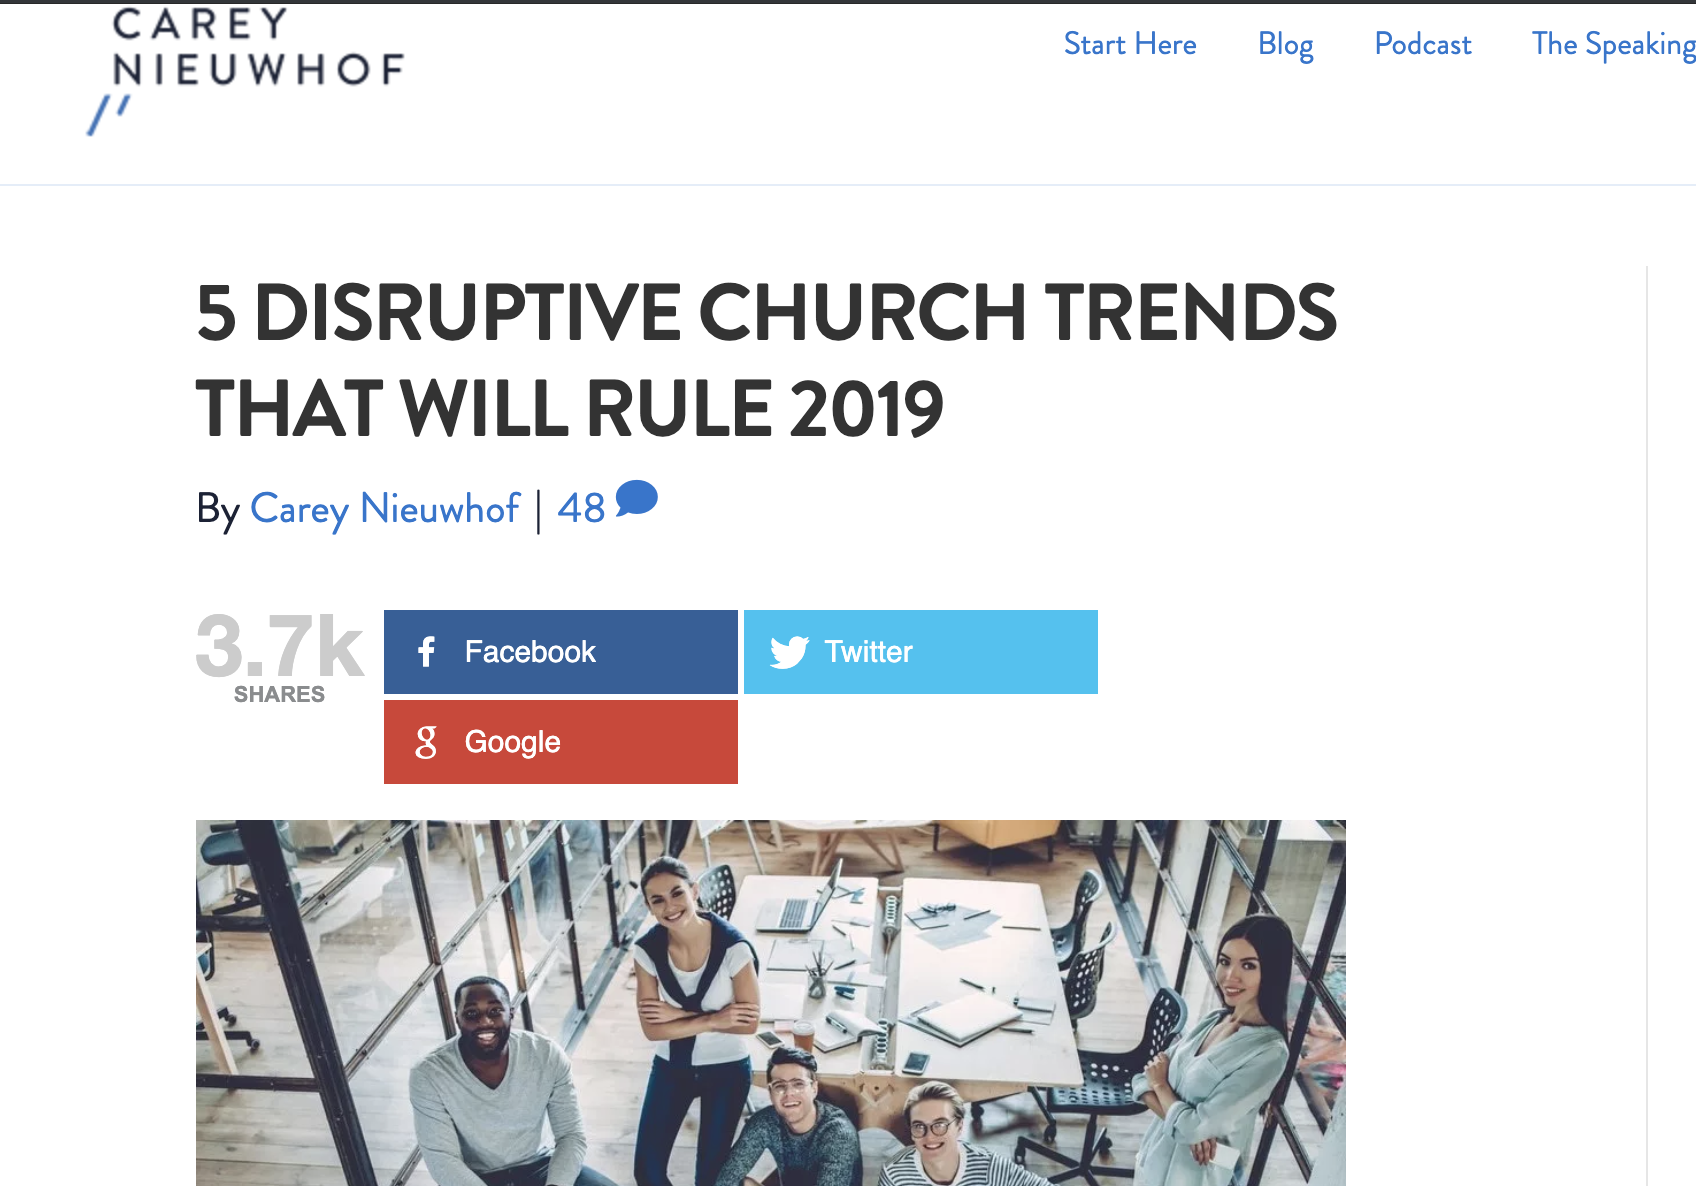 CAREY
NIEUWHOF
Start Here Blog Podcast The Speaking
5 DISRUPTIVE CHURCH TRENDS
THAT WILL RULE 2019
By Carey Nieuwhof | 48
3.7k
SHARES
Facebook
Twitter
Google